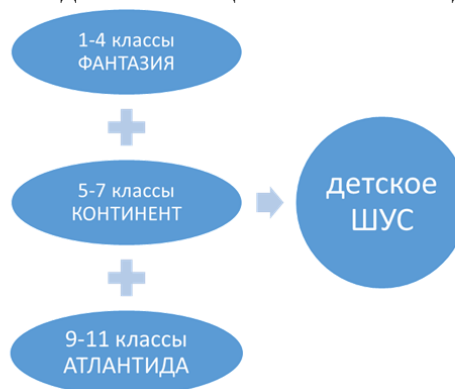 1-4 классы
ФАНТАЗИЯ
5-7 классы
КОНТИНЕНТ
детское
ШУС
9-11 классы
АТЛАНТИДА